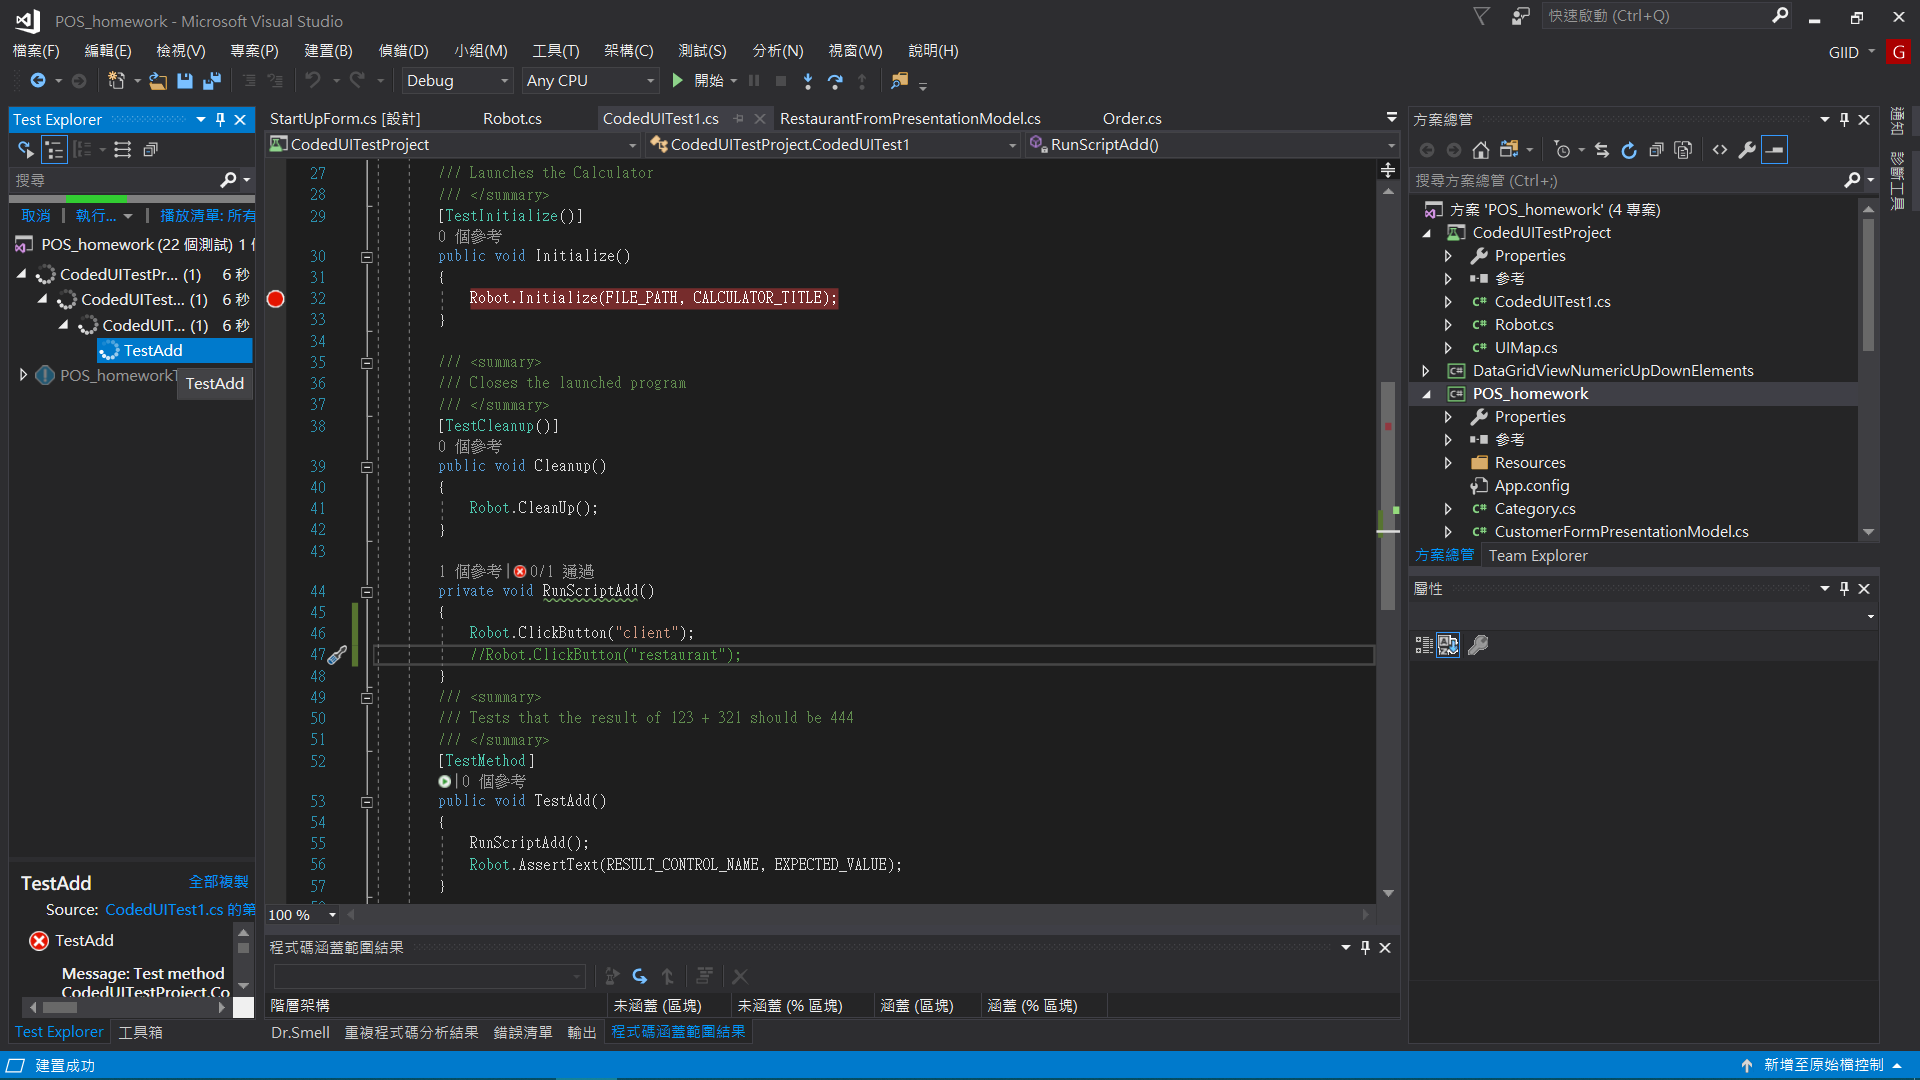 POS_homework - Microsoft Visual Studio
快速啟動 (Ctrl+Q)
檔案(F) 編輯(E) 檢視(V) 專案(P) 建置(B) 偵錯(D) 小組(M) 工具(T) 架構(C) 測試(S) 分析(N) 視窗(W) 說明(H)
GIID G
Debug Any CPU 開始
Test Explorer
搜尋
取消 執行... 播放清單: 所有
POS_homework (22 個測試) 1
CodedUITestPr... (1) 6 秒
CodedUITest... (1) 6 秒
CodedUIT... (1) 6 秒
TestAdd
POS_homeworkT
TestAdd
TestAdd 全部複製
Source: CodedUITest1.cs 的第
TestAdd
Message: Test method
CodedUITestProject.Co
Test Explorer 工具箱
StartUpForm.cs [設計] Robot.cs CodedUITest1.cs RestaurantFromPresentationModel.cs Order.cs
CodedUITestProject CodedUITestProject.CodedUITest1 RunScriptAdd()
27 /// Launches the Calculator
28 /// </summary>
29 [TestInitialize()]
0 個參考
30 public void Initialize()
31 {
32 Robot.Initialize(FILE_PATH, CALCULATOR_TITLE);
33 }
34
35 /// <summary>
36 /// Closes the launched program
37 /// </summary>
38 [TestCleanup()]
0 個參考
39 public void Cleanup()
40 {
41 Robot.CleanUp();
42 }
43
1 個參考 | 0/1 通過
44 private void RunScriptAdd()
45 {
46 Robot.ClickButton("client");
47 //Robot.ClickButton("restaurant");
48 }
49 /// <summary>
50 /// Tests that the result of 123 + 321 should be 444
51 /// </summary>
52 [TestMethod]
| 0 個參考
53 public void TestAdd()
54 {
55 RunScriptAdd();
56 Robot.AssertText(RESULT_CONTROL_NAME, EXPECTED_VALUE);
57 }
100 %
程式碼涵蓋範圍結果
階層架構 未涵蓋 (區塊) 未涵蓋 (% 區塊) 涵蓋 (區塊) 涵蓋 (% 區塊)
Dr.Smell 重複程式碼分析結果 錯誤清單 輸出 程式碼涵蓋範圍結果
方案總管
搜尋方案總管 (Ctrl+;)
方案 'POS_homework' (4 專案)
CodedUITestProject
Properties
參考
C# CodedUITest1.cs
C# Robot.cs
C# UIMap.cs
C# DataGridViewNumericUpDownElements
C# POS_homework
Properties
參考
Resources
App.config
C# Category.cs
C# CustomerFormPresentationModel.cs
方案總管 Team Explorer
屬性
通知
診斷工具
建置成功
新增至原始檔控制